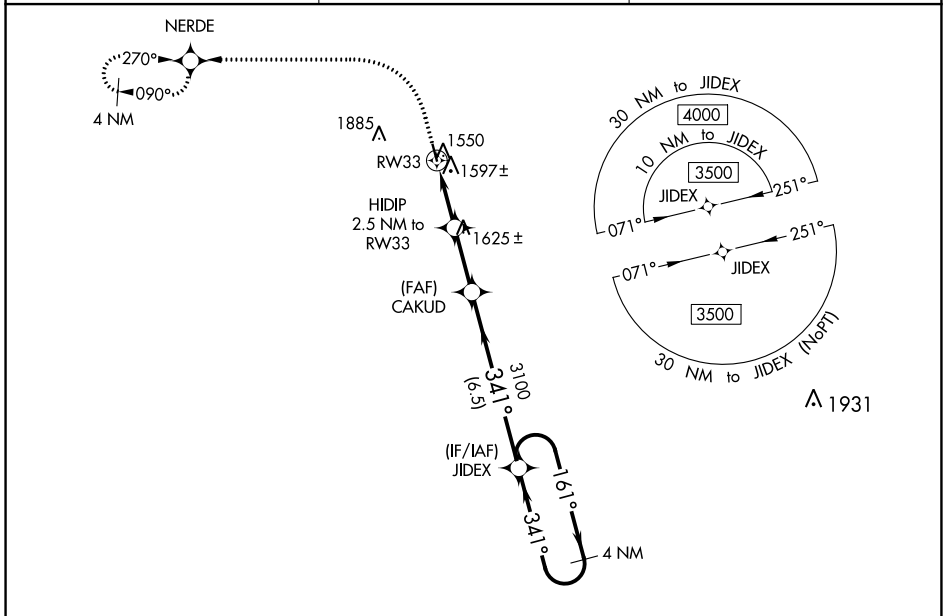 NERDE
270°
090°
4 NM
1885
1550
RW33
1597±
HIDIP
2.5 NM to
RW33
1625±
(FAF)
CAKUD
3100
341°
(6.5)
(IF/IAF)
JIDEX
161°
341°
4 NM
30 NM to JIDEX
4000
10 NM to JIDEX
3500
JIDEX
251°
071°
251°
071°
JIDEX
3500
30 NM to JIDEX (NoPT)
1931